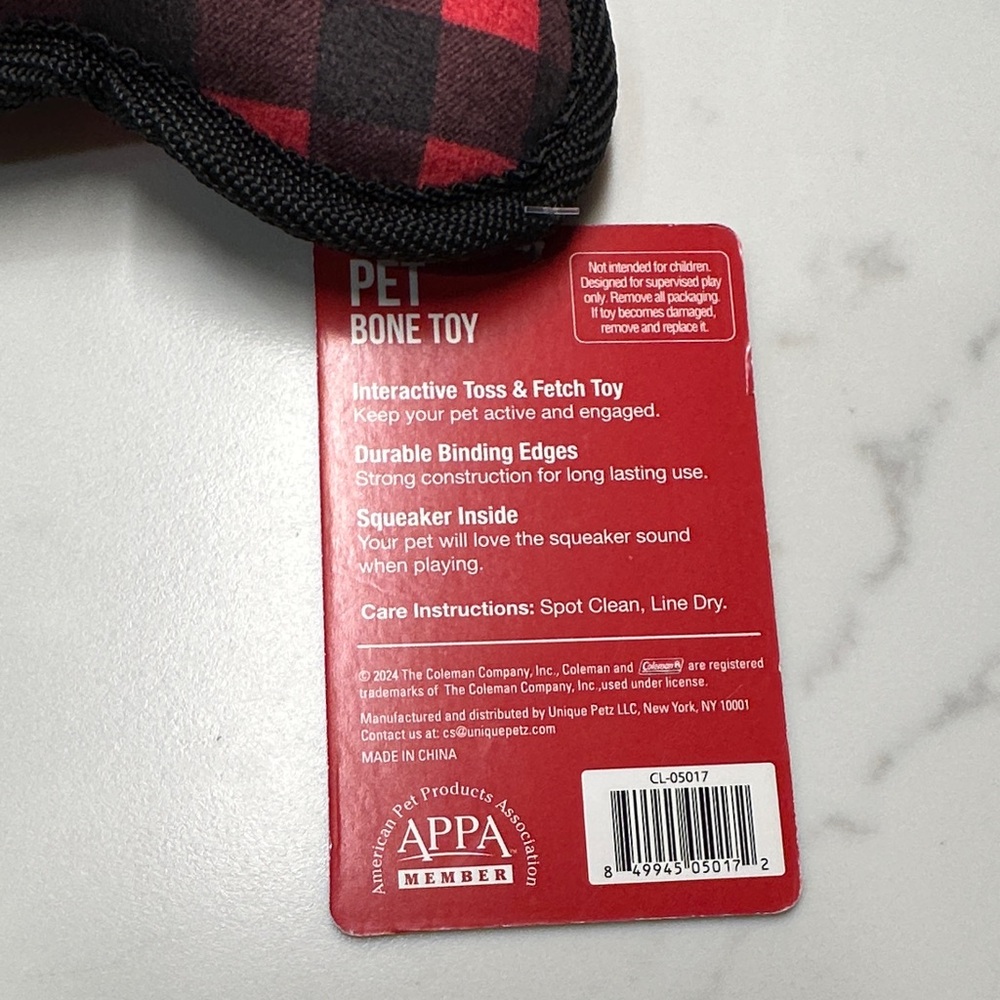 PET
BONE TOY
Not intended for children.
Designed for supervised play
only. Remove all packaging.
If toy becomes damaged,
remove and replace it.
Interactive Toss & Fetch Toy
Keep your pet active and engaged.
Durable Binding Edges
Strong construction for long lasting use.
Squeaker Inside
Your pet will love the squeaker sound
when playing.
Care Instructions: Spot Clean, Line Dry.
© 2024 The Coleman Company, Inc., Coleman and Coleman® are registered
trademarks of The Coleman Company, Inc.,used under license.
Manufactured and distributed by Unique Petz LLC, New York, NY 10001
Contact us at: cs@uniquepetz.com
MADE IN CHINA
American Pet Products Association
APPA™
MEMBER
CL-05017
8 49945 05017 2